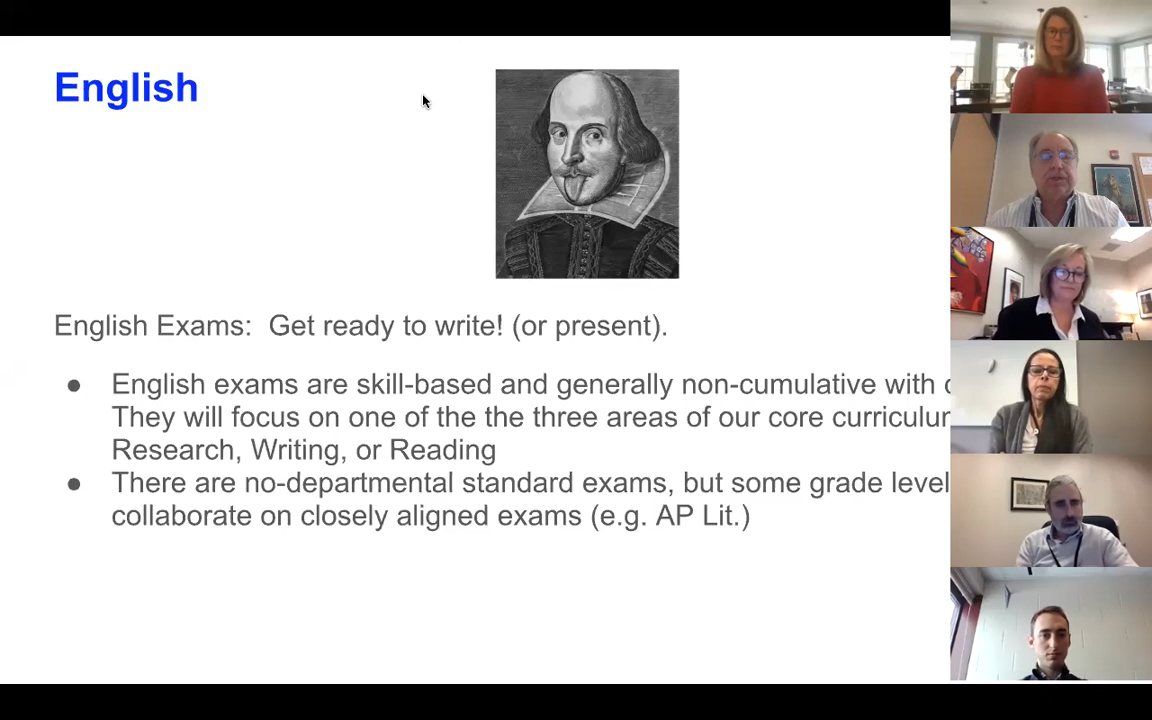 English
English Exams: Get ready to write! (or present).
● English exams are skill-based and generally non-cumulative with
They will focus on one of the the three areas of our core
Research, Writing, or Reading
● There are no-departmental standard exams, but some grade level
collaborate on closely aligned exams (e.g. AP Lit.)